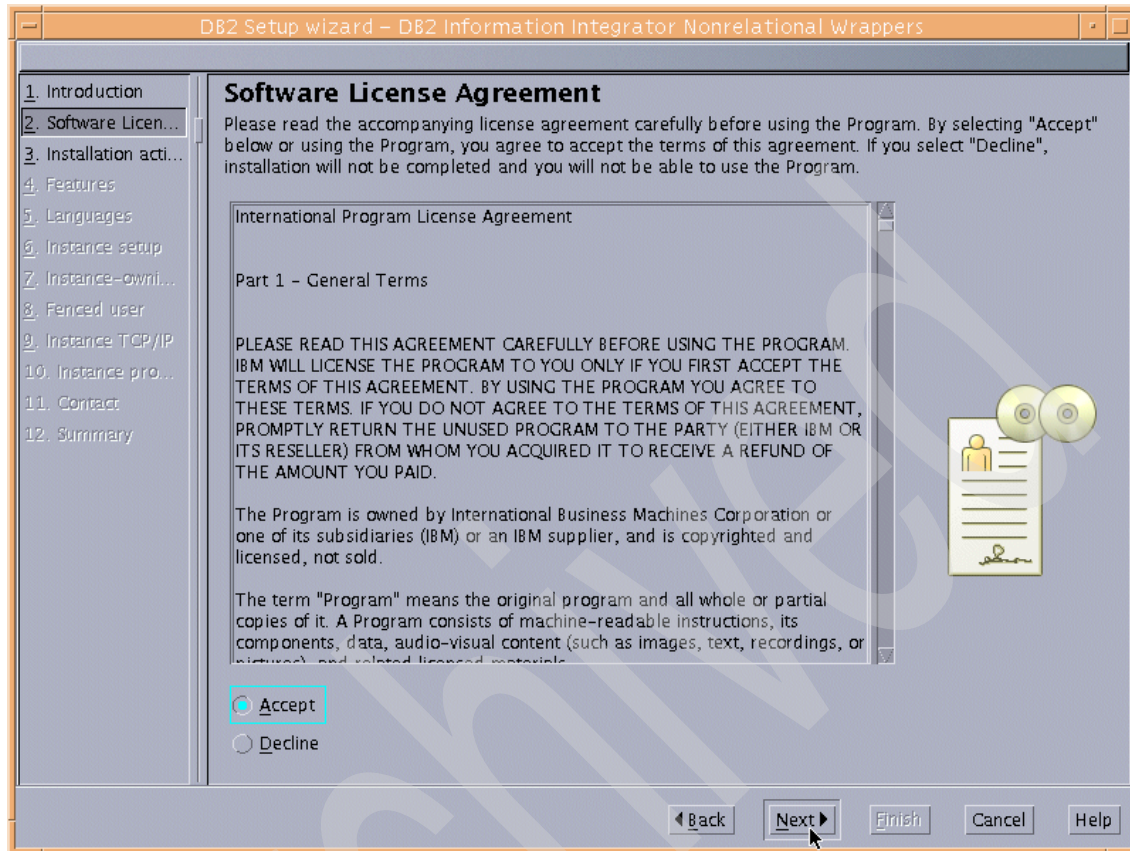 DB2 Setup wizard – DB2 Information Integrator Nonrelational Wrappers
1. Introduction
2. Software Licen...
3. Installation acti...
4. Features
5. Languages
6. Instance setup
7. Instance-owni...
8. Fenced user
9. Instance TCP/IP
10. Instance pro...
11. Contact
12. Summary
Software License Agreement
Please read the accompanying license agreement carefully before using the Program. By selecting "Accept"
below or using the Program, you agree to accept the terms of this agreement. If you select "Decline",
installation will not be completed and you will not be able to use the Program.
International Program License Agreement
Part 1 – General Terms
PLEASE READ THIS AGREEMENT CAREFULLY BEFORE USING THE PROGRAM.
IBM WILL LICENSE THE PROGRAM TO YOU ONLY IF YOU FIRST ACCEPT THE
TERMS OF THIS AGREEMENT. BY USING THE PROGRAM YOU AGREE TO
THESE TERMS. IF YOU DO NOT AGREE TO THE TERMS OF THIS AGREEMENT,
PROMPTLY RETURN THE UNUSED PROGRAM TO THE PARTY (EITHER IBM OR
ITS RESELLER) FROM WHOM YOU ACQUIRED IT TO RECEIVE A REFUND OF
THE AMOUNT YOU PAID.
The Program is owned by International Business Machines Corporation or
one of its subsidiaries (IBM) or an IBM supplier, and is copyrighted and
licensed, not sold.
The term "Program" means the original program and all whole or partial
copies of it. A Program consists of machine-readable instructions, its
components, data, audio-visual content (such as images, text, recordings, or
pictures), and related licensed materials.
Accept
Decline
Back
Next
Finish
Cancel
Help
hived